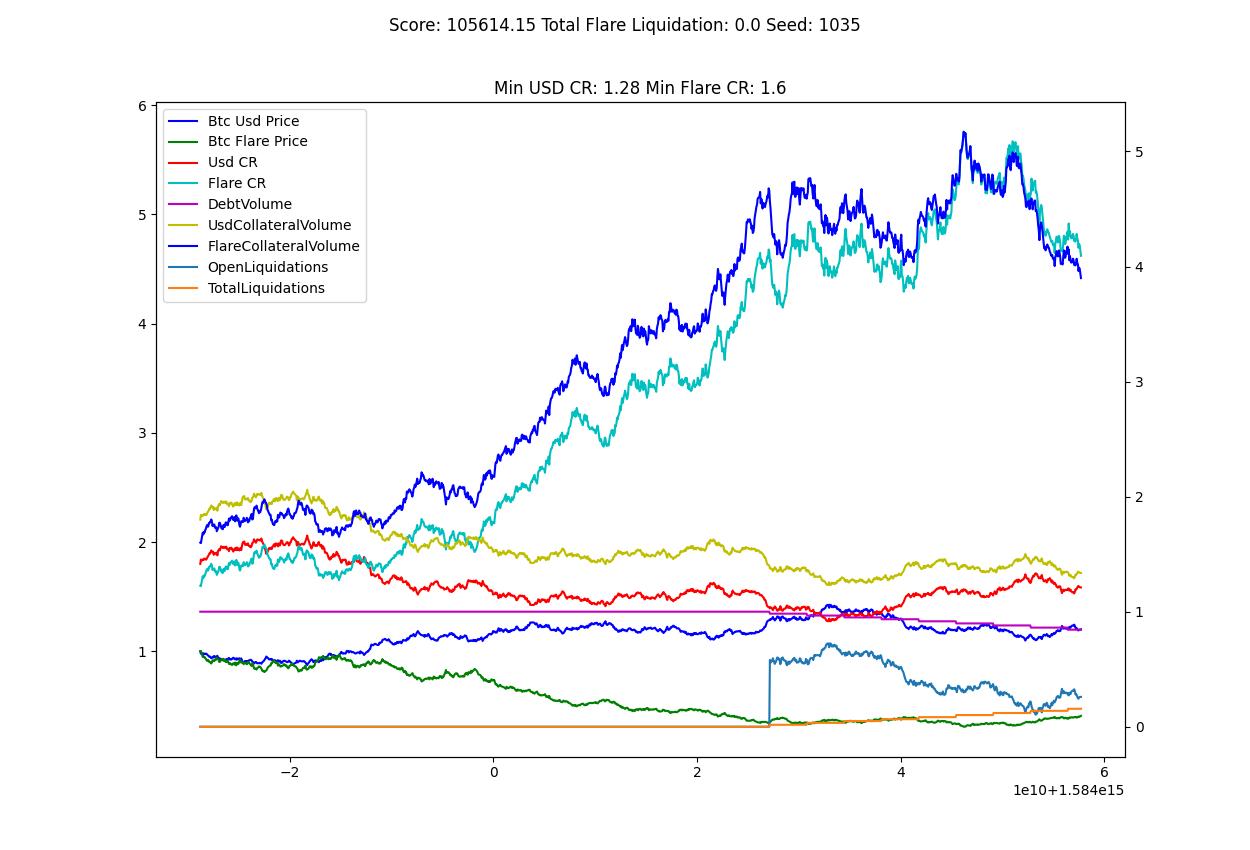 Score: 105614.15 Total Flare Liquidation: 0.0 Seed: 1035
Min USD CR: 1.28 Min Flare CR: 1.6
Btc Usd Price
Btc Flare Price
Usd CR
Flare CR
DebtVolume
UsdCollateralVolume
FlareCollateralVolume
OpenLiquidations
TotalLiquidations
6
5
4
3
2
1
5
4
3
2
1
0
−2
0
2
4
6
1e10+1.584e15